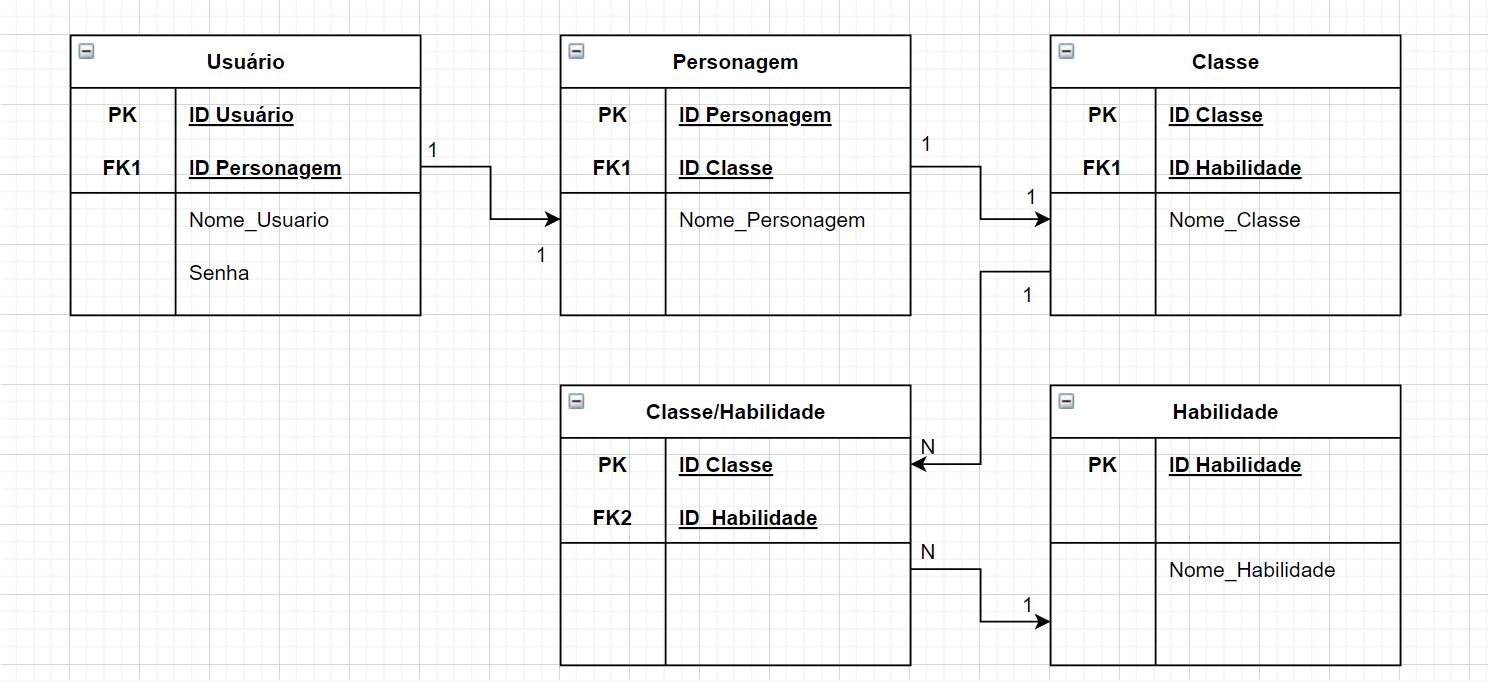 Usuário
PK ID Usuário
FK1 ID Personagem
Nome_Usuario
Senha
1
1
Personagem
PK ID Personagem
FK1 ID Classe
Nome_Personagem
1
1
Classe
PK ID Classe
FK1 ID Habilidade
Nome_Classe
1
N
Classe/Habilidade
PK ID Classe
FK2 ID_Habilidade
N
1
Habilidade
PK ID Habilidade
Nome_Habilidade